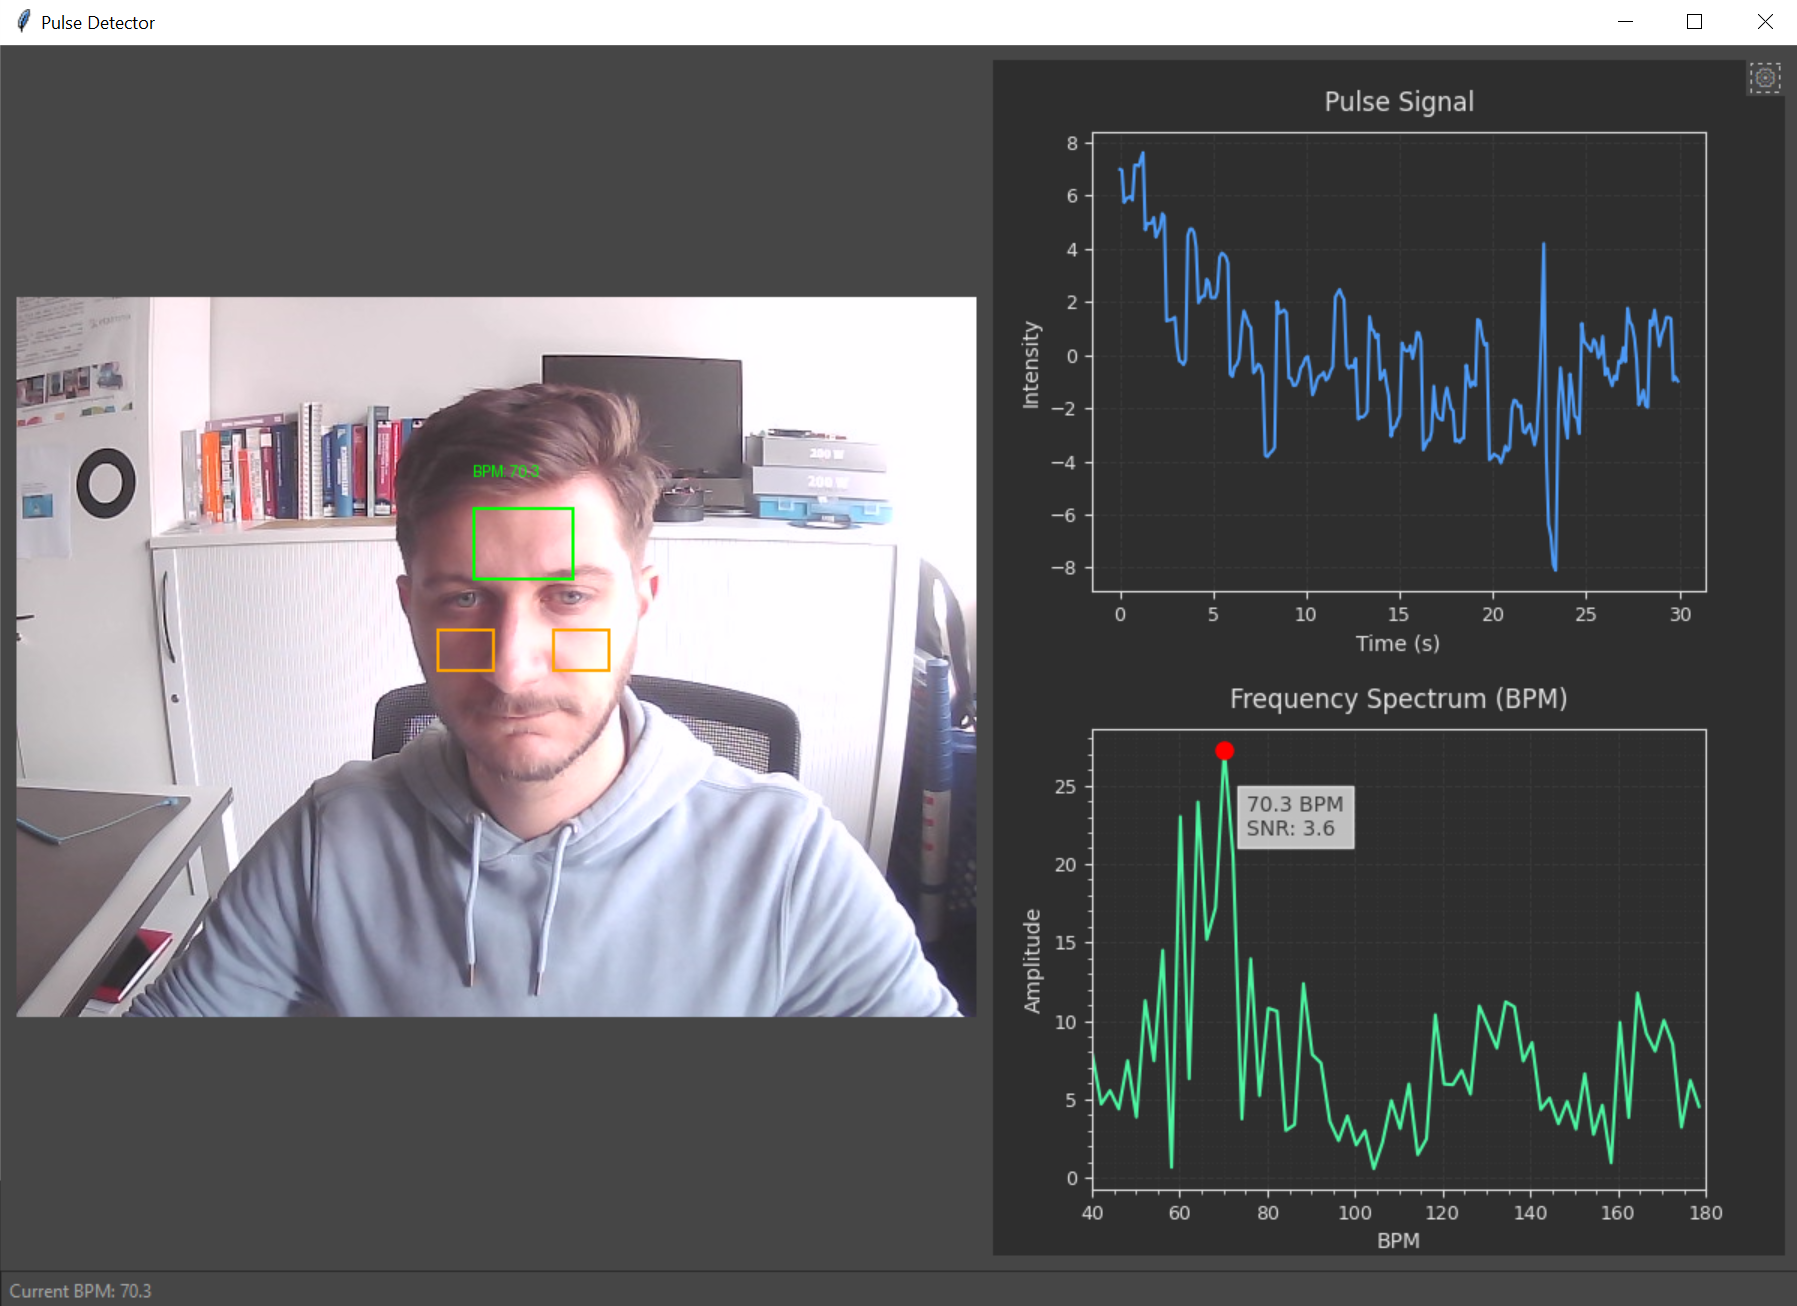 Pulse Detector
BPM: 70.3
200 W
200 W
Pulse Signal
8
6
4
2
0
−2
−4
−6
−8
Intensity
0 5 10 15 20 25 30
Time (s)
Frequency Spectrum (BPM)
70.3 BPM
SNR: 3.6
25
20
15
10
5
0
Amplitude
40 60 80 100 120 140 160 180
BPM
Current BPM: 70.3